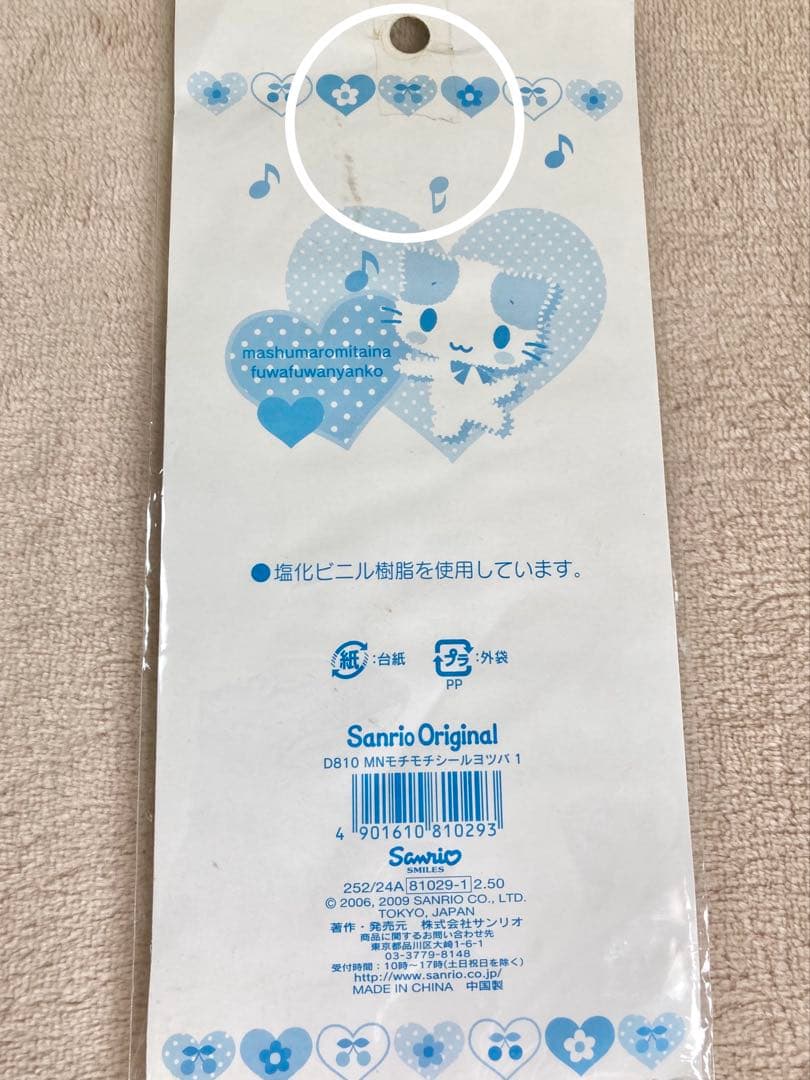 mashumaromitaina
fuwafuwanyanko
●塩化ビニル樹脂を使用しています。
紙:台紙
プラ:外袋
PP
Sanrio Original
D810 MNモチモチシールヨツバ 1
4 901610 810293
Sanrio
SMILES
252/24A 81029-1 2.50
© 2006, 2009 SANRIO CO., LTD.
TOKYO, JAPAN
著作・発売元 株式会社サンリオ
商品に関するお問い合わせ先
東京都品川区大崎1-6-1
03-3779-8148
受付時間：10時〜17時(土日祝日を除く)
http://www.sanrio.co.jp/
MADE IN CHINA 中国製